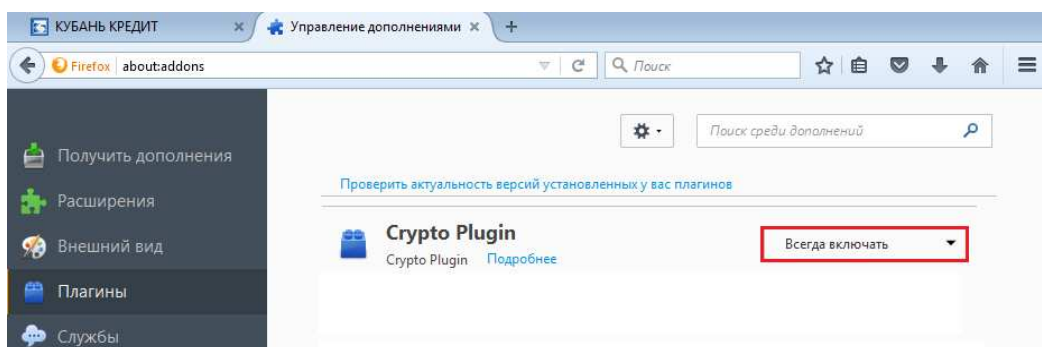 КУБАНЬ КРЕДИТ
Управление дополнениями
Firefox about:addons
Поиск
Поиск среди дополнений
Получить дополнения
Проверить актуальность версий установленных у вас плагинов
Расширения
Crypto Plugin
Всегда включать
Внешний вид
Crypto Plugin Подробнее
Плагины
Службы